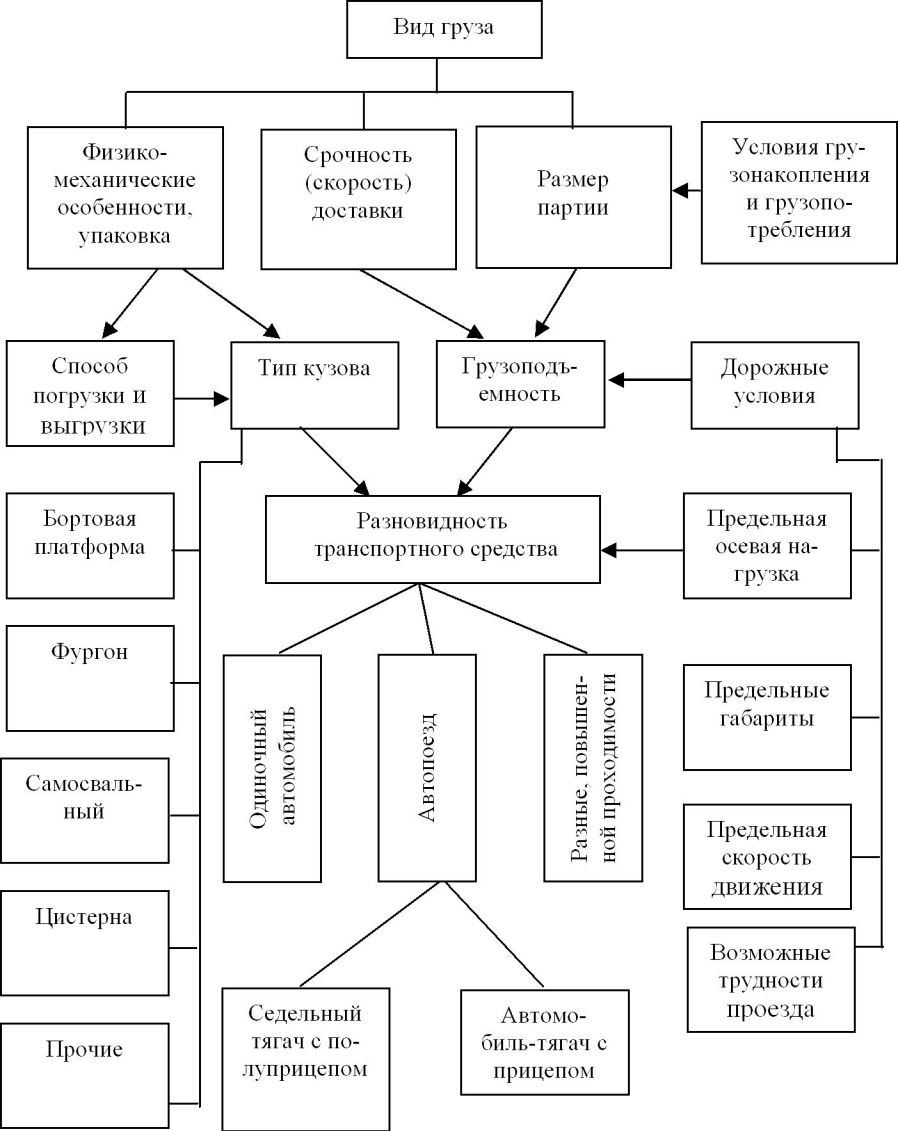 Вид груза
Физико-
механические
особенности,
упаковка
Срочность
(скорость)
доставки
Размер
партии
Условия гру-
зонакопления
и грузопо-
требления
Способ
погрузки и
выгрузки
Тип кузова
Грузоподъ-
емность
Дорожные
условия
Бортовая
платформа
Разновидность
транспортного средства
Предельная
осевая на-
грузка
Фургон
Одиночный
автомобиль
Автопоезд
Разные, повышен-
ной проходимости
Предельные
габариты
Самосваль-
ный
Предельная
скорость
движения
Цистерна
Возможные
трудности
проезда
Прочие
Седельный
тягач с по-
луприцепом
Автомо-
биль-тягач с
прицепом